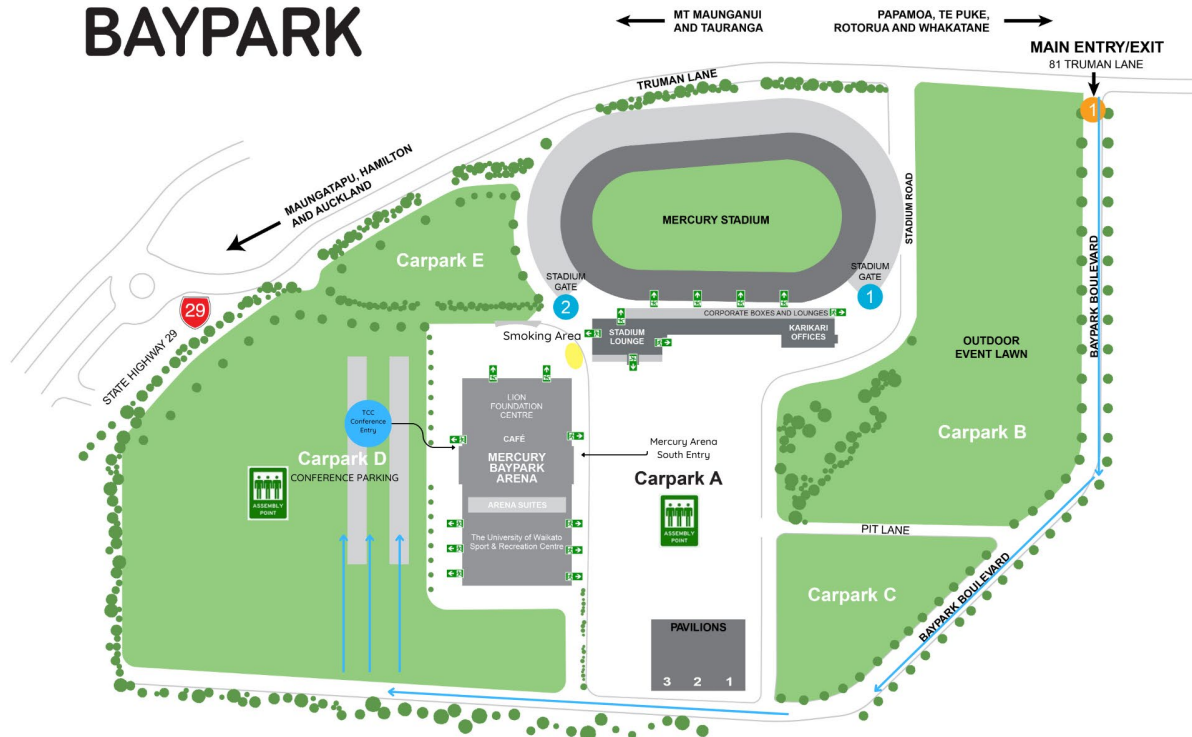 BAYPARK
MT MAUNGANUI
AND TAURANGA
PAPAMOA, TE PUKE,
ROTORUA AND WHAKATANE
MAIN ENTRY/EXIT
81 TRUMAN LANE
1
TRUMAN LANE
MAUNGATAPU, HAMILTON
AND AUCKLAND
MERCURY STADIUM
STADIUM ROAD
BAYPARK BOULEVARD
Carpark E
STADIUM
GATE
2
STADIUM
GATE
1
29
STATE HIGHWAY 29
CORPORATE BOXES AND LOUNGES
STADIUM
LOUNGE
KARIKARI
OFFICES
Smoking Area
OUTDOOR
EVENT LAWN
LION
FOUNDATION
CENTRE
TCC
Conference
Entry
CAFÉ
MERCURY
BAYPARK
ARENA
Mercury Arena
South Entry
Carpark B
Carpark D
CONFERENCE PARKING
Carpark A
ASSEMBLY
POINT
ARENA SUITES
ASSEMBLY
POINT
The University of Waikato
Sport & Recreation Centre
PIT LANE
BAYPARK BOULEVARD
Carpark C
PAVILIONS
3 2 1